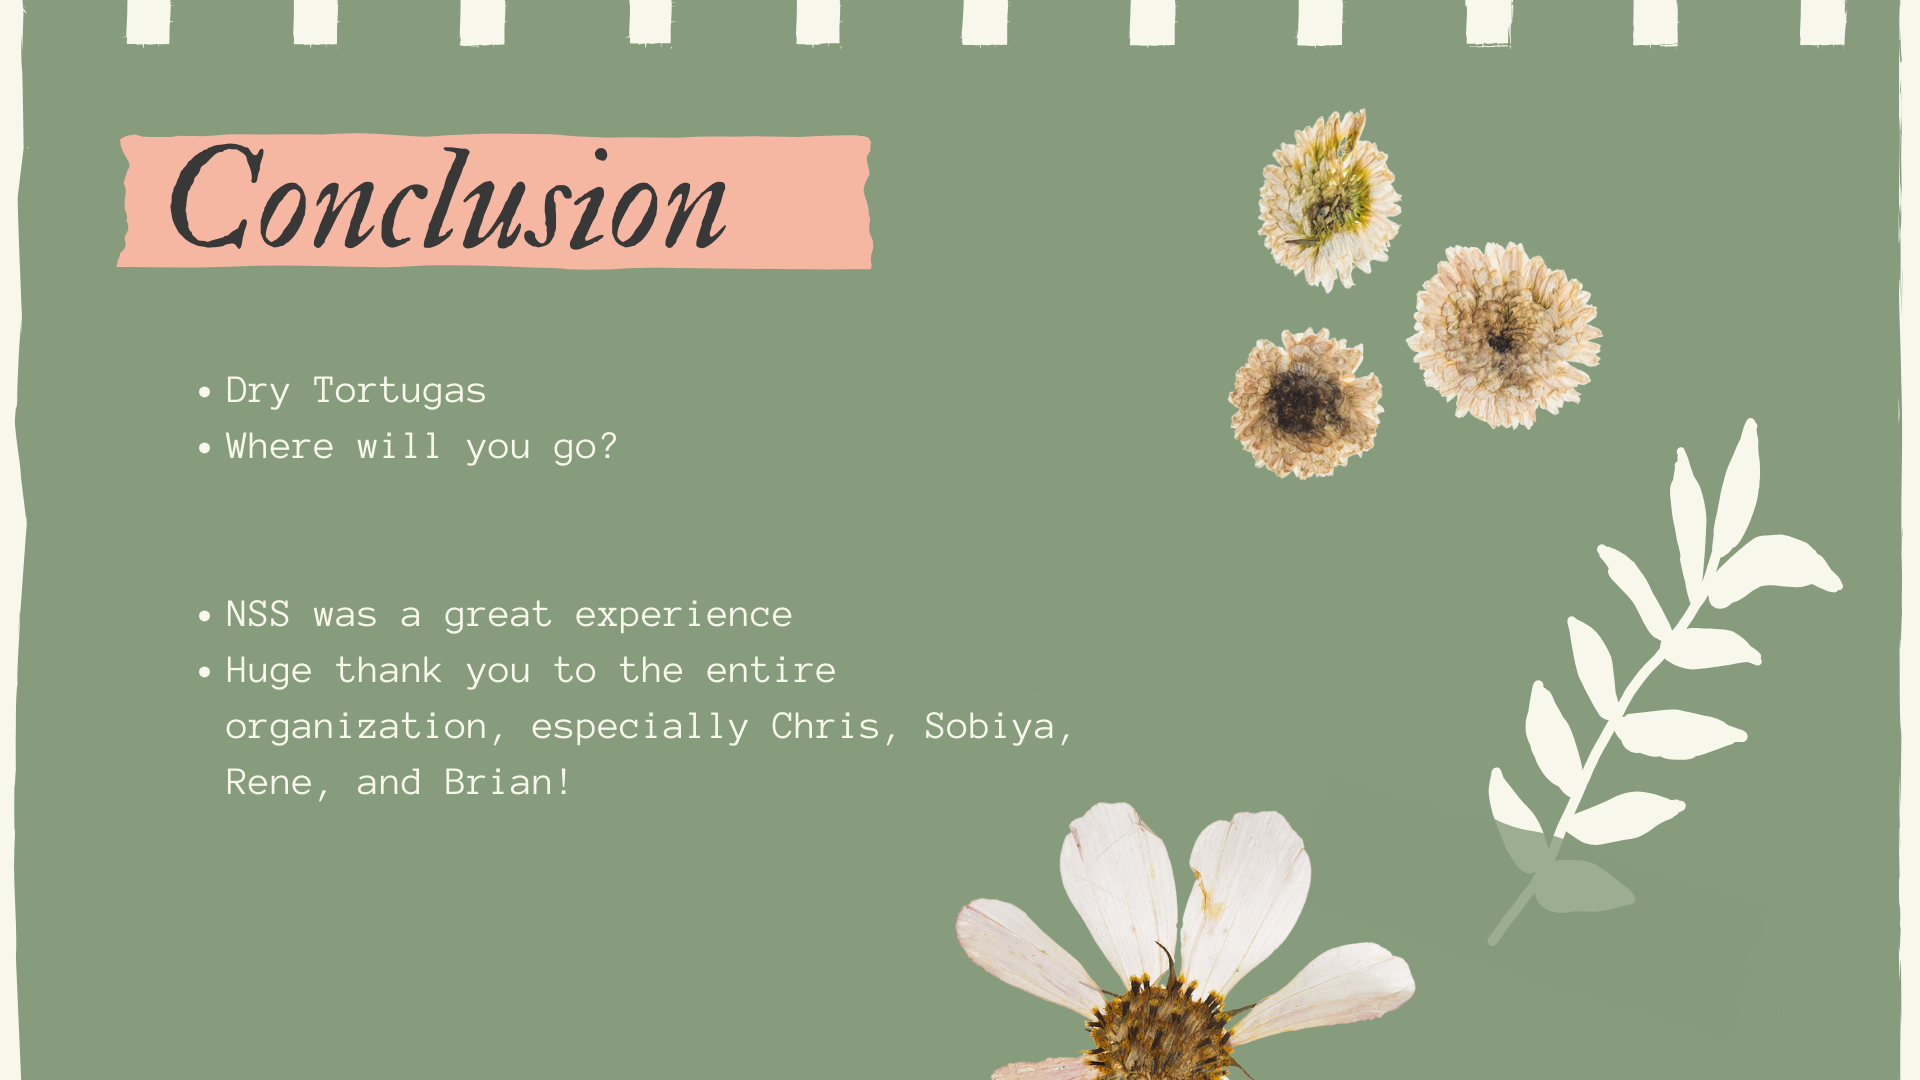 Conclusion
• Dry Tortugas
• Where will you go?
• NSS was a great experience
• Huge thank you to the entire
organization, especially Chris, Sobiya,
Rene, and Brian!